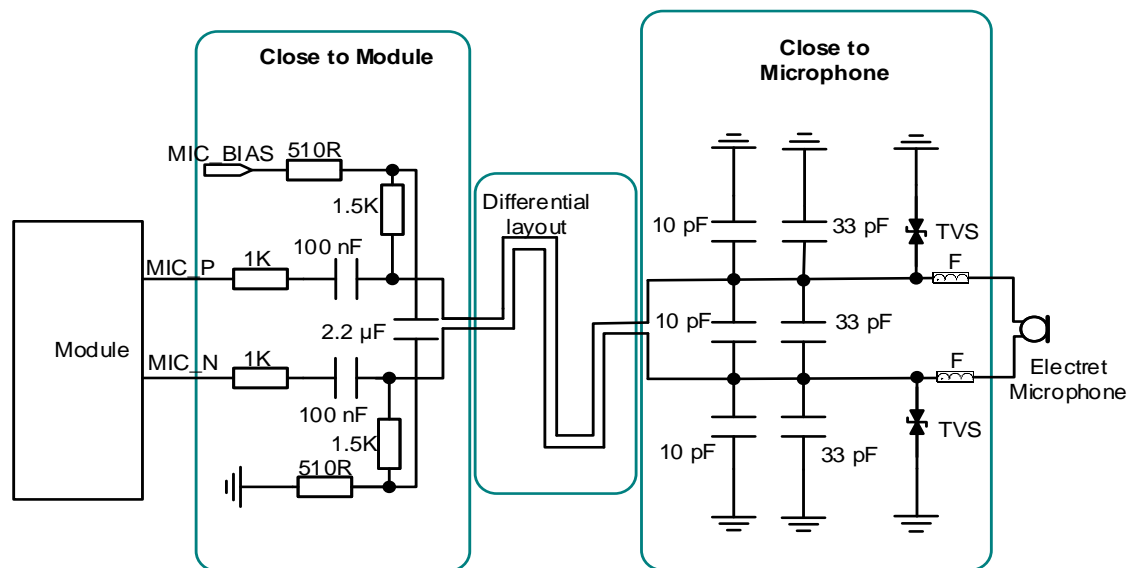 Close to Module
Close to
Microphone
MIC_BIAS
510R
1.5K
Differential
layout
10 pF
33 pF
TVS
100 nF
MIC_P
1K
F
2.2 µF
10 pF
33 pF
Module
MIC_N
1K
F
Electret
Microphone
100 nF
1.5K
TVS
10 pF
33 pF
510R